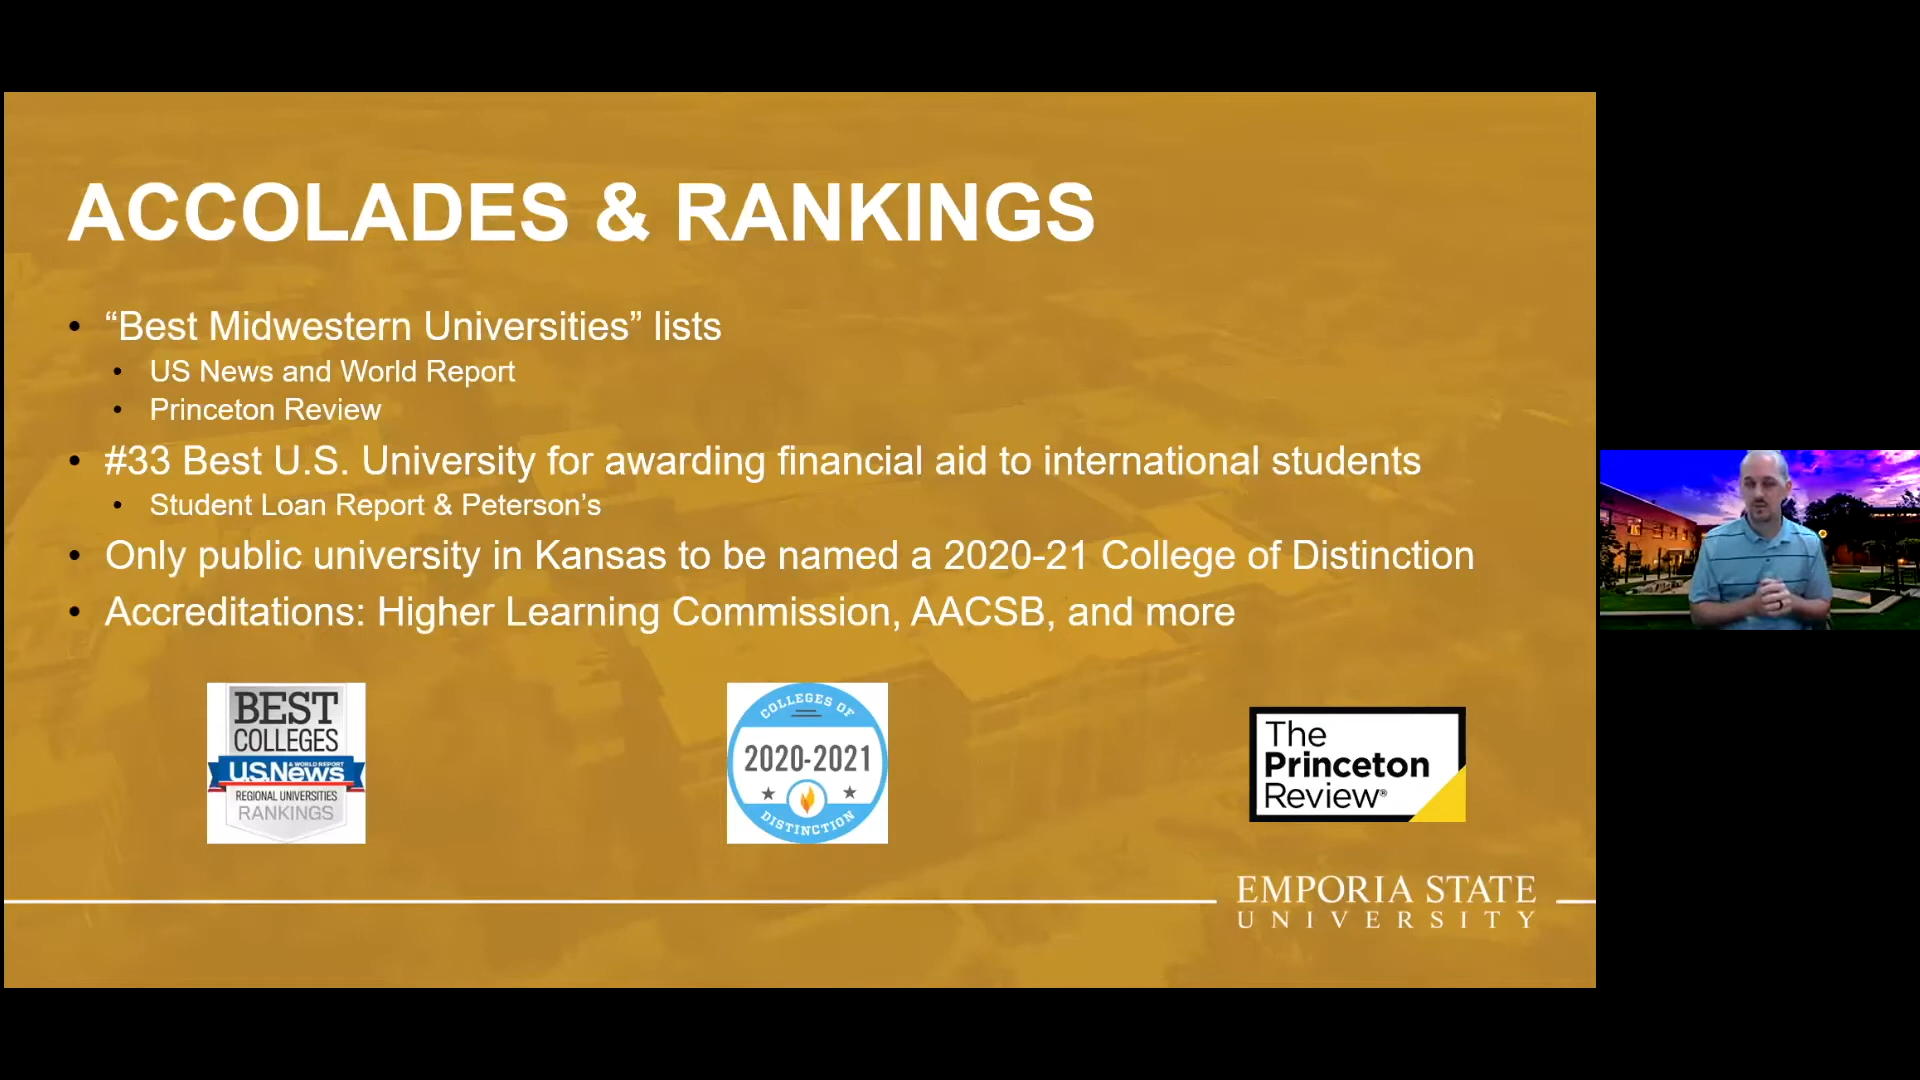 ACCOLADES & RANKINGS
• “Best Midwestern Universities” lists
• US News and World Report
• Princeton Review
• #33 Best U.S. University for awarding financial aid to international students
• Student Loan Report & Peterson’s
• Only public university in Kansas to be named a 2020-21 College of Distinction
• Accreditations: Higher Learning Commission, AACSB, and more
BEST
COLLEGES
U.S.News
& WORLD REPORT
REGIONAL UNIVERSITIES
RANKINGS
COLLEGES OF
2020-2021
DISTINCTION
The
Princeton
Review®
EMPORIA STATE
UNIVERSITY